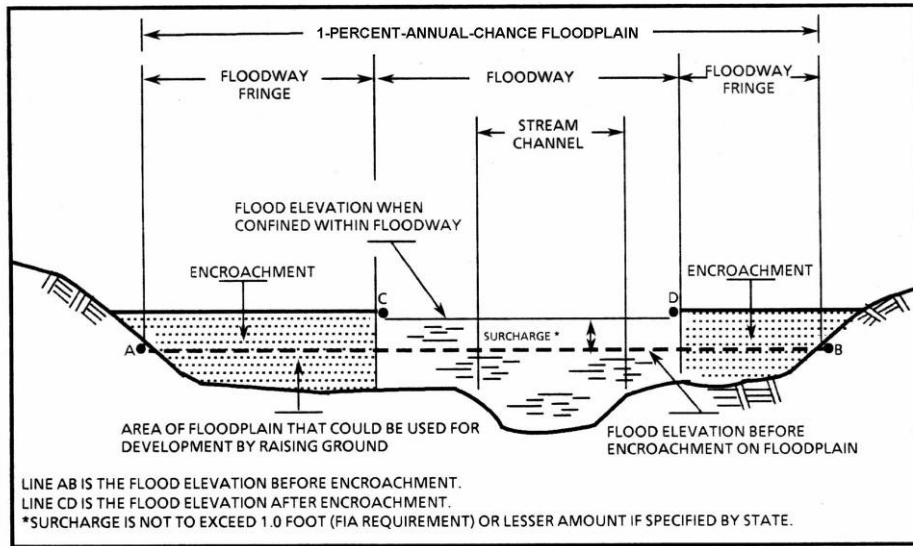 1-PERCENT-ANNUAL-CHANCE FLOODPLAIN
FLOODWAY
FRINGE
FLOODWAY
FLOODWAY
FRINGE
STREAM
CHANNEL
FLOOD ELEVATION WHEN
CONFINED WITHIN FLOODWAY
ENCROACHMENT
ENCROACHMENT
C
D
SURCHARGE *
A
B
AREA OF FLOODPLAIN THAT COULD BE USED FOR
DEVELOPMENT BY RAISING GROUND
FLOOD ELEVATION BEFORE
ENCROACHMENT ON FLOODPLAIN
LINE AB IS THE FLOOD ELEVATION BEFORE ENCROACHMENT.
LINE CD IS THE FLOOD ELEVATION AFTER ENCROACHMENT.
*SURCHARGE IS NOT TO EXCEED 1.0 FOOT (FIA REQUIREMENT) OR LESSER AMOUNT IF SPECIFIED BY STATE.